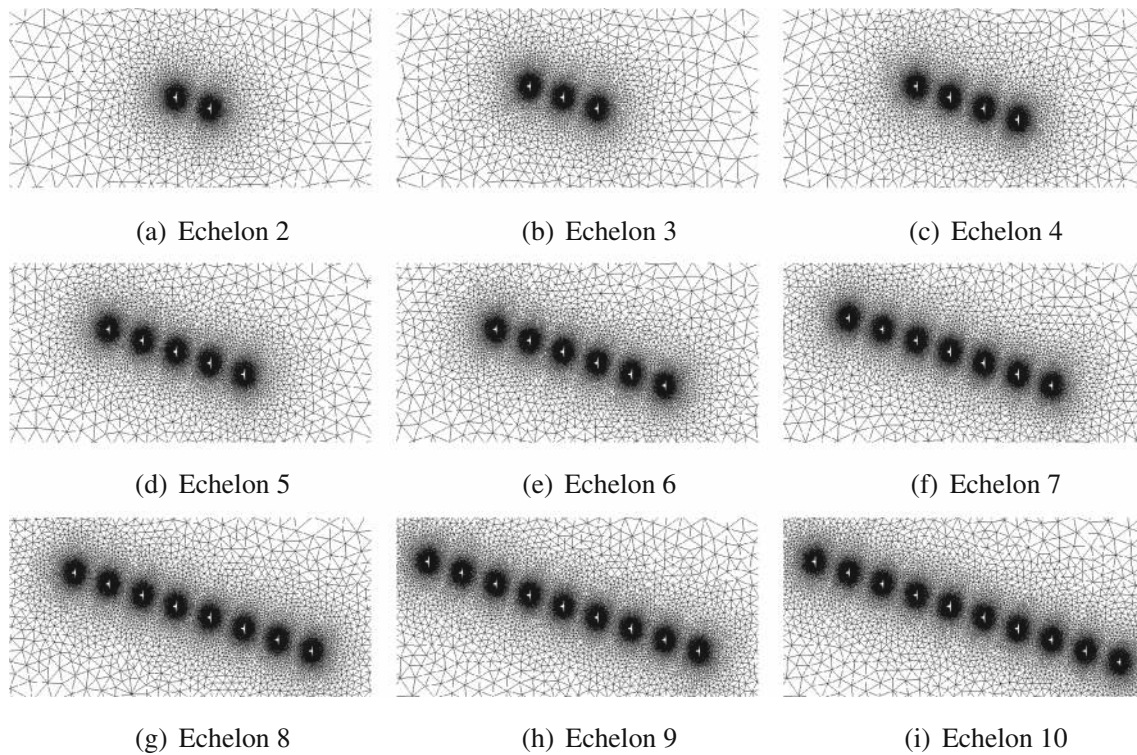 (a) Echelon 2
(b) Echelon 3
(c) Echelon 4
(d) Echelon 5
(e) Echelon 6
(f) Echelon 7
(g) Echelon 8
(h) Echelon 9
(i) Echelon 10